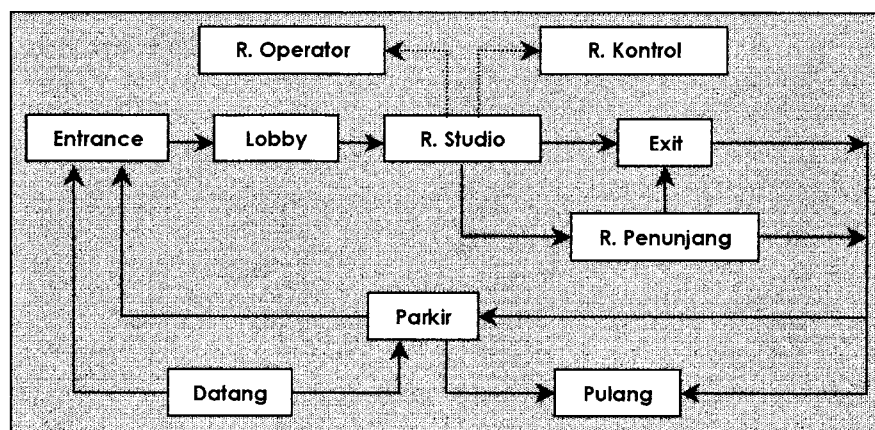 R. Operator
R. Kontrol
Entrance
Lobby
R. Studio
Exit
R. Penunjang
Parkir
Datang
Pulang